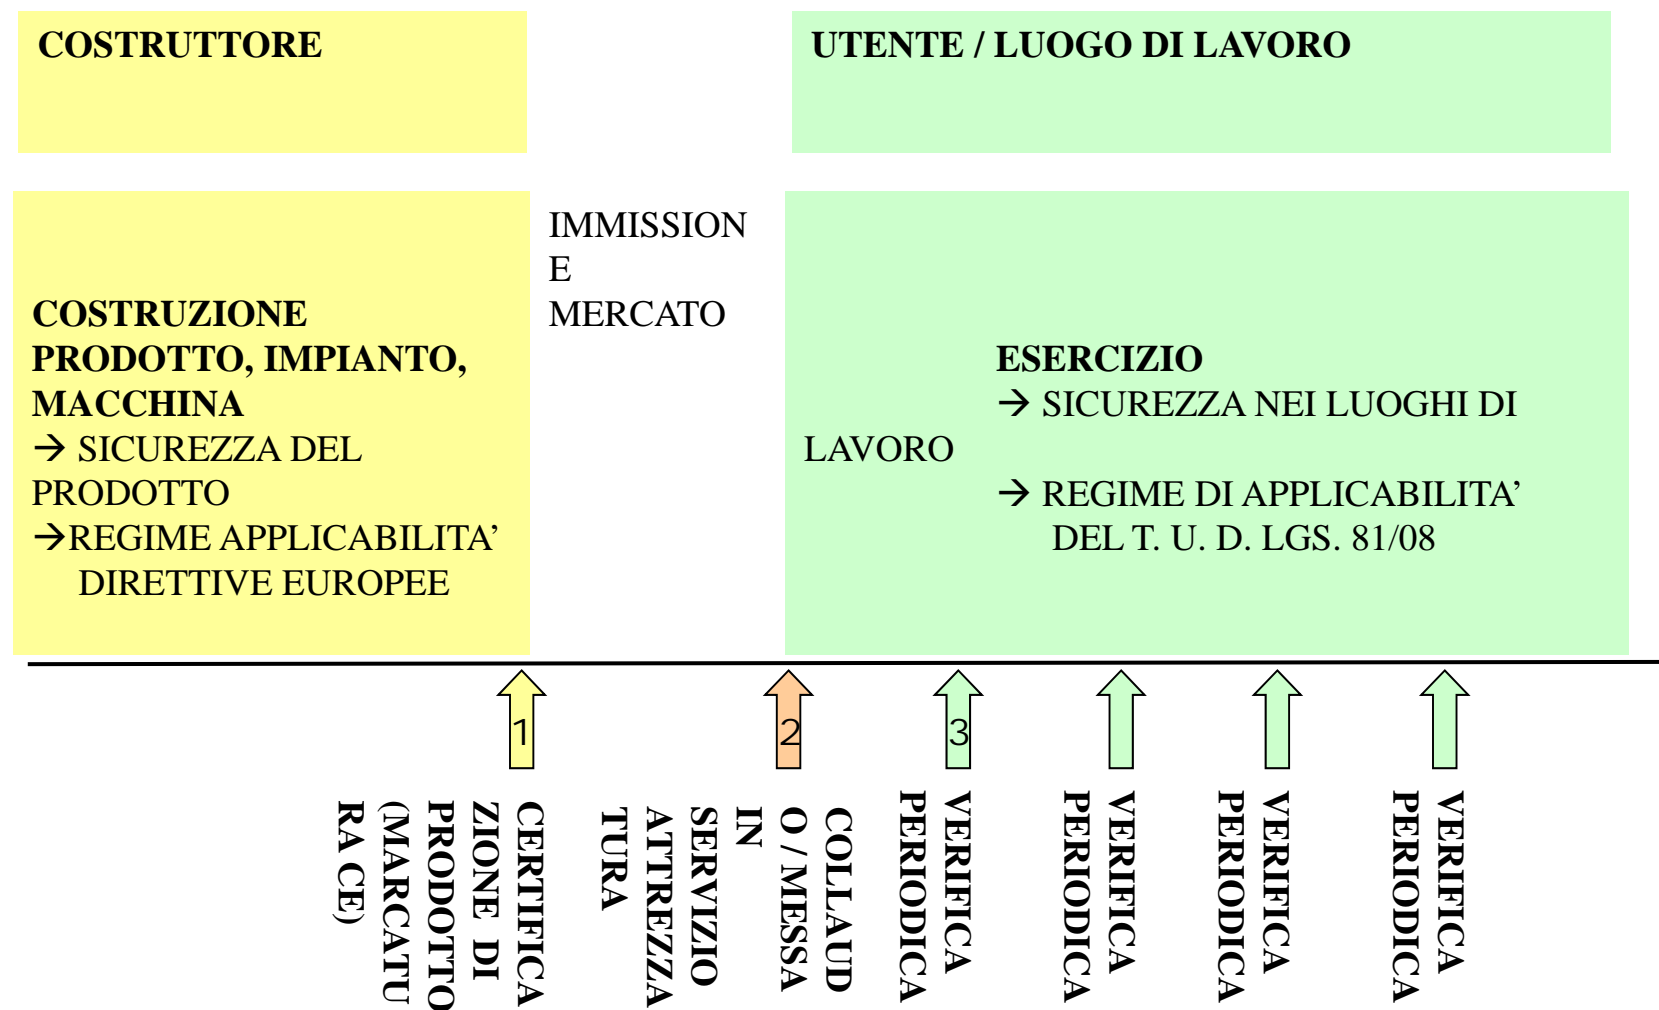 COSTRUTTORE
UTENTE / LUOGO DI LAVORO
COSTRUZIONE
PRODOTTO, IMPIANTO,
MACCHINA
→ SICUREZZA DEL
PRODOTTO
→REGIME APPLICABILITA’
DIRETTIVE EUROPEE
IMMISSION
E
MERCATO
ESERCIZIO
→ SICUREZZA NEI LUOGHI DI
LAVORO
→ REGIME DI APPLICABILITA’
DEL T. U. D. LGS. 81/08
1
2
3
CERTIFICA
ZIONE DI
PRODOTTO
(MARCATU
RA CE)
COLLAUD
O / MESSA
IN
SERVIZIO
ATTREZZA
TURA
VERIFICA
PERIODICA
VERIFICA
PERIODICA
VERIFICA
PERIODICA
VERIFICA
PERIODICA